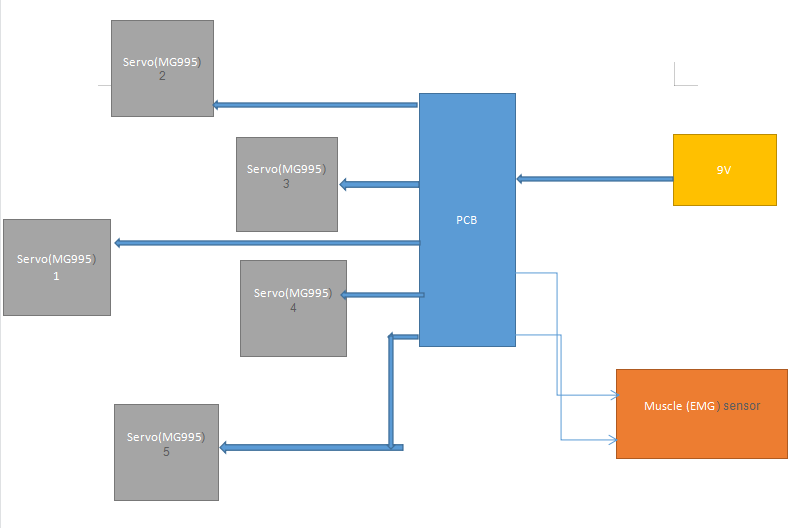 Servo(MG995)
2
Servo(MG995)
3
9V
PCB
Servo(MG995)
1
Servo(MG995)
4
Muscle (EMG) sensor
Servo(MG995)
5